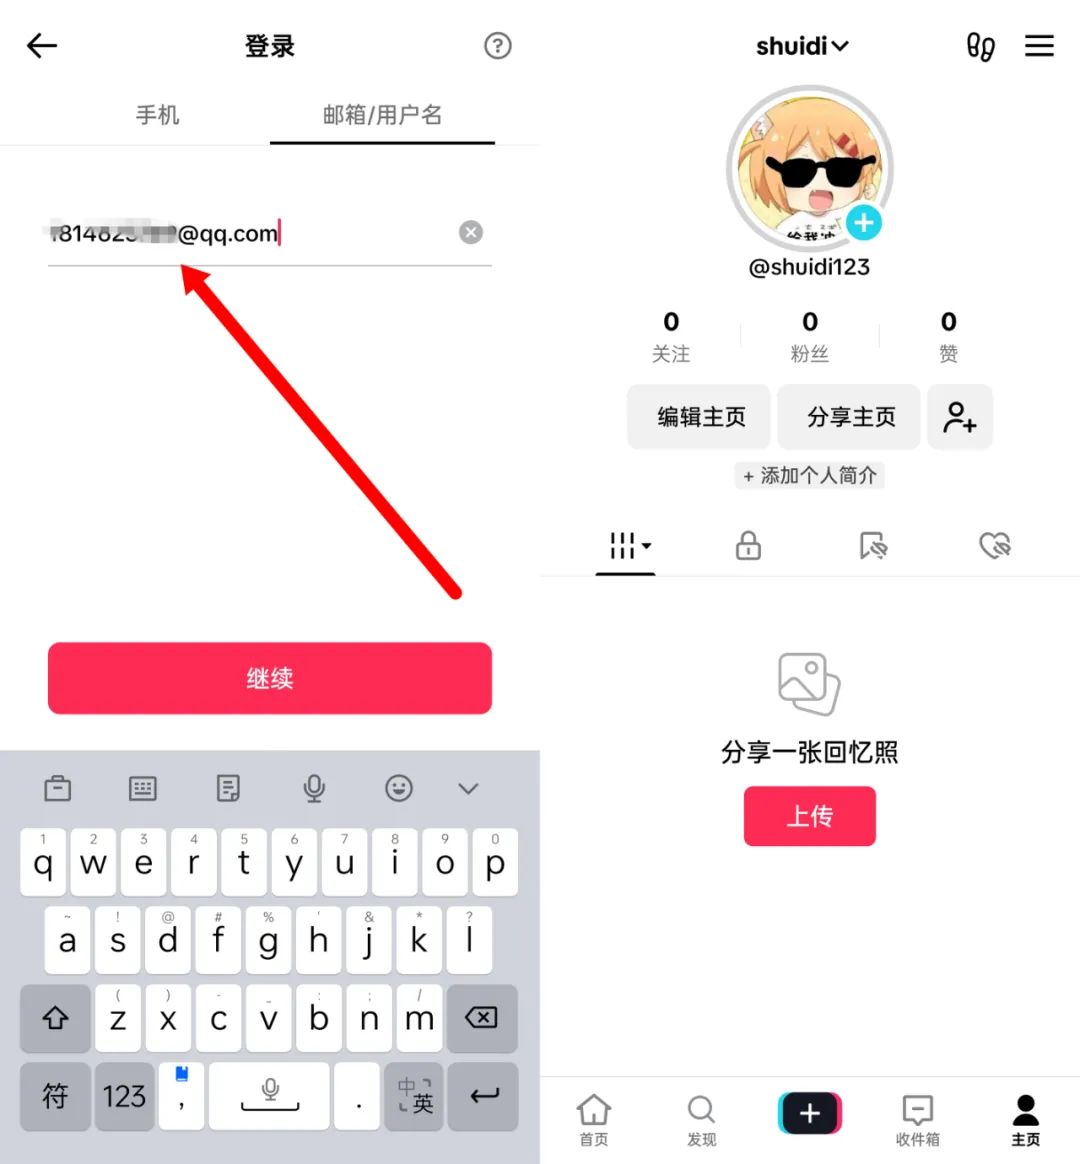 登录
手机
邮箱/用户名
@qq.com
继续
1 2 3 4 5 6 7 8 9 0
q w e r t y u i o p
~ ! @ # % ' & * ?
a s d f g h j k l
( ) - _ : ; /
z x c v b n m
符 123 , . 中/英
shuidi
@shuidi123
0 0 0
关注 粉丝 赞
编辑主页 分享主页
+ 添加个人简介
分享一张回忆照
上传
首页 发现 收件箱 主页